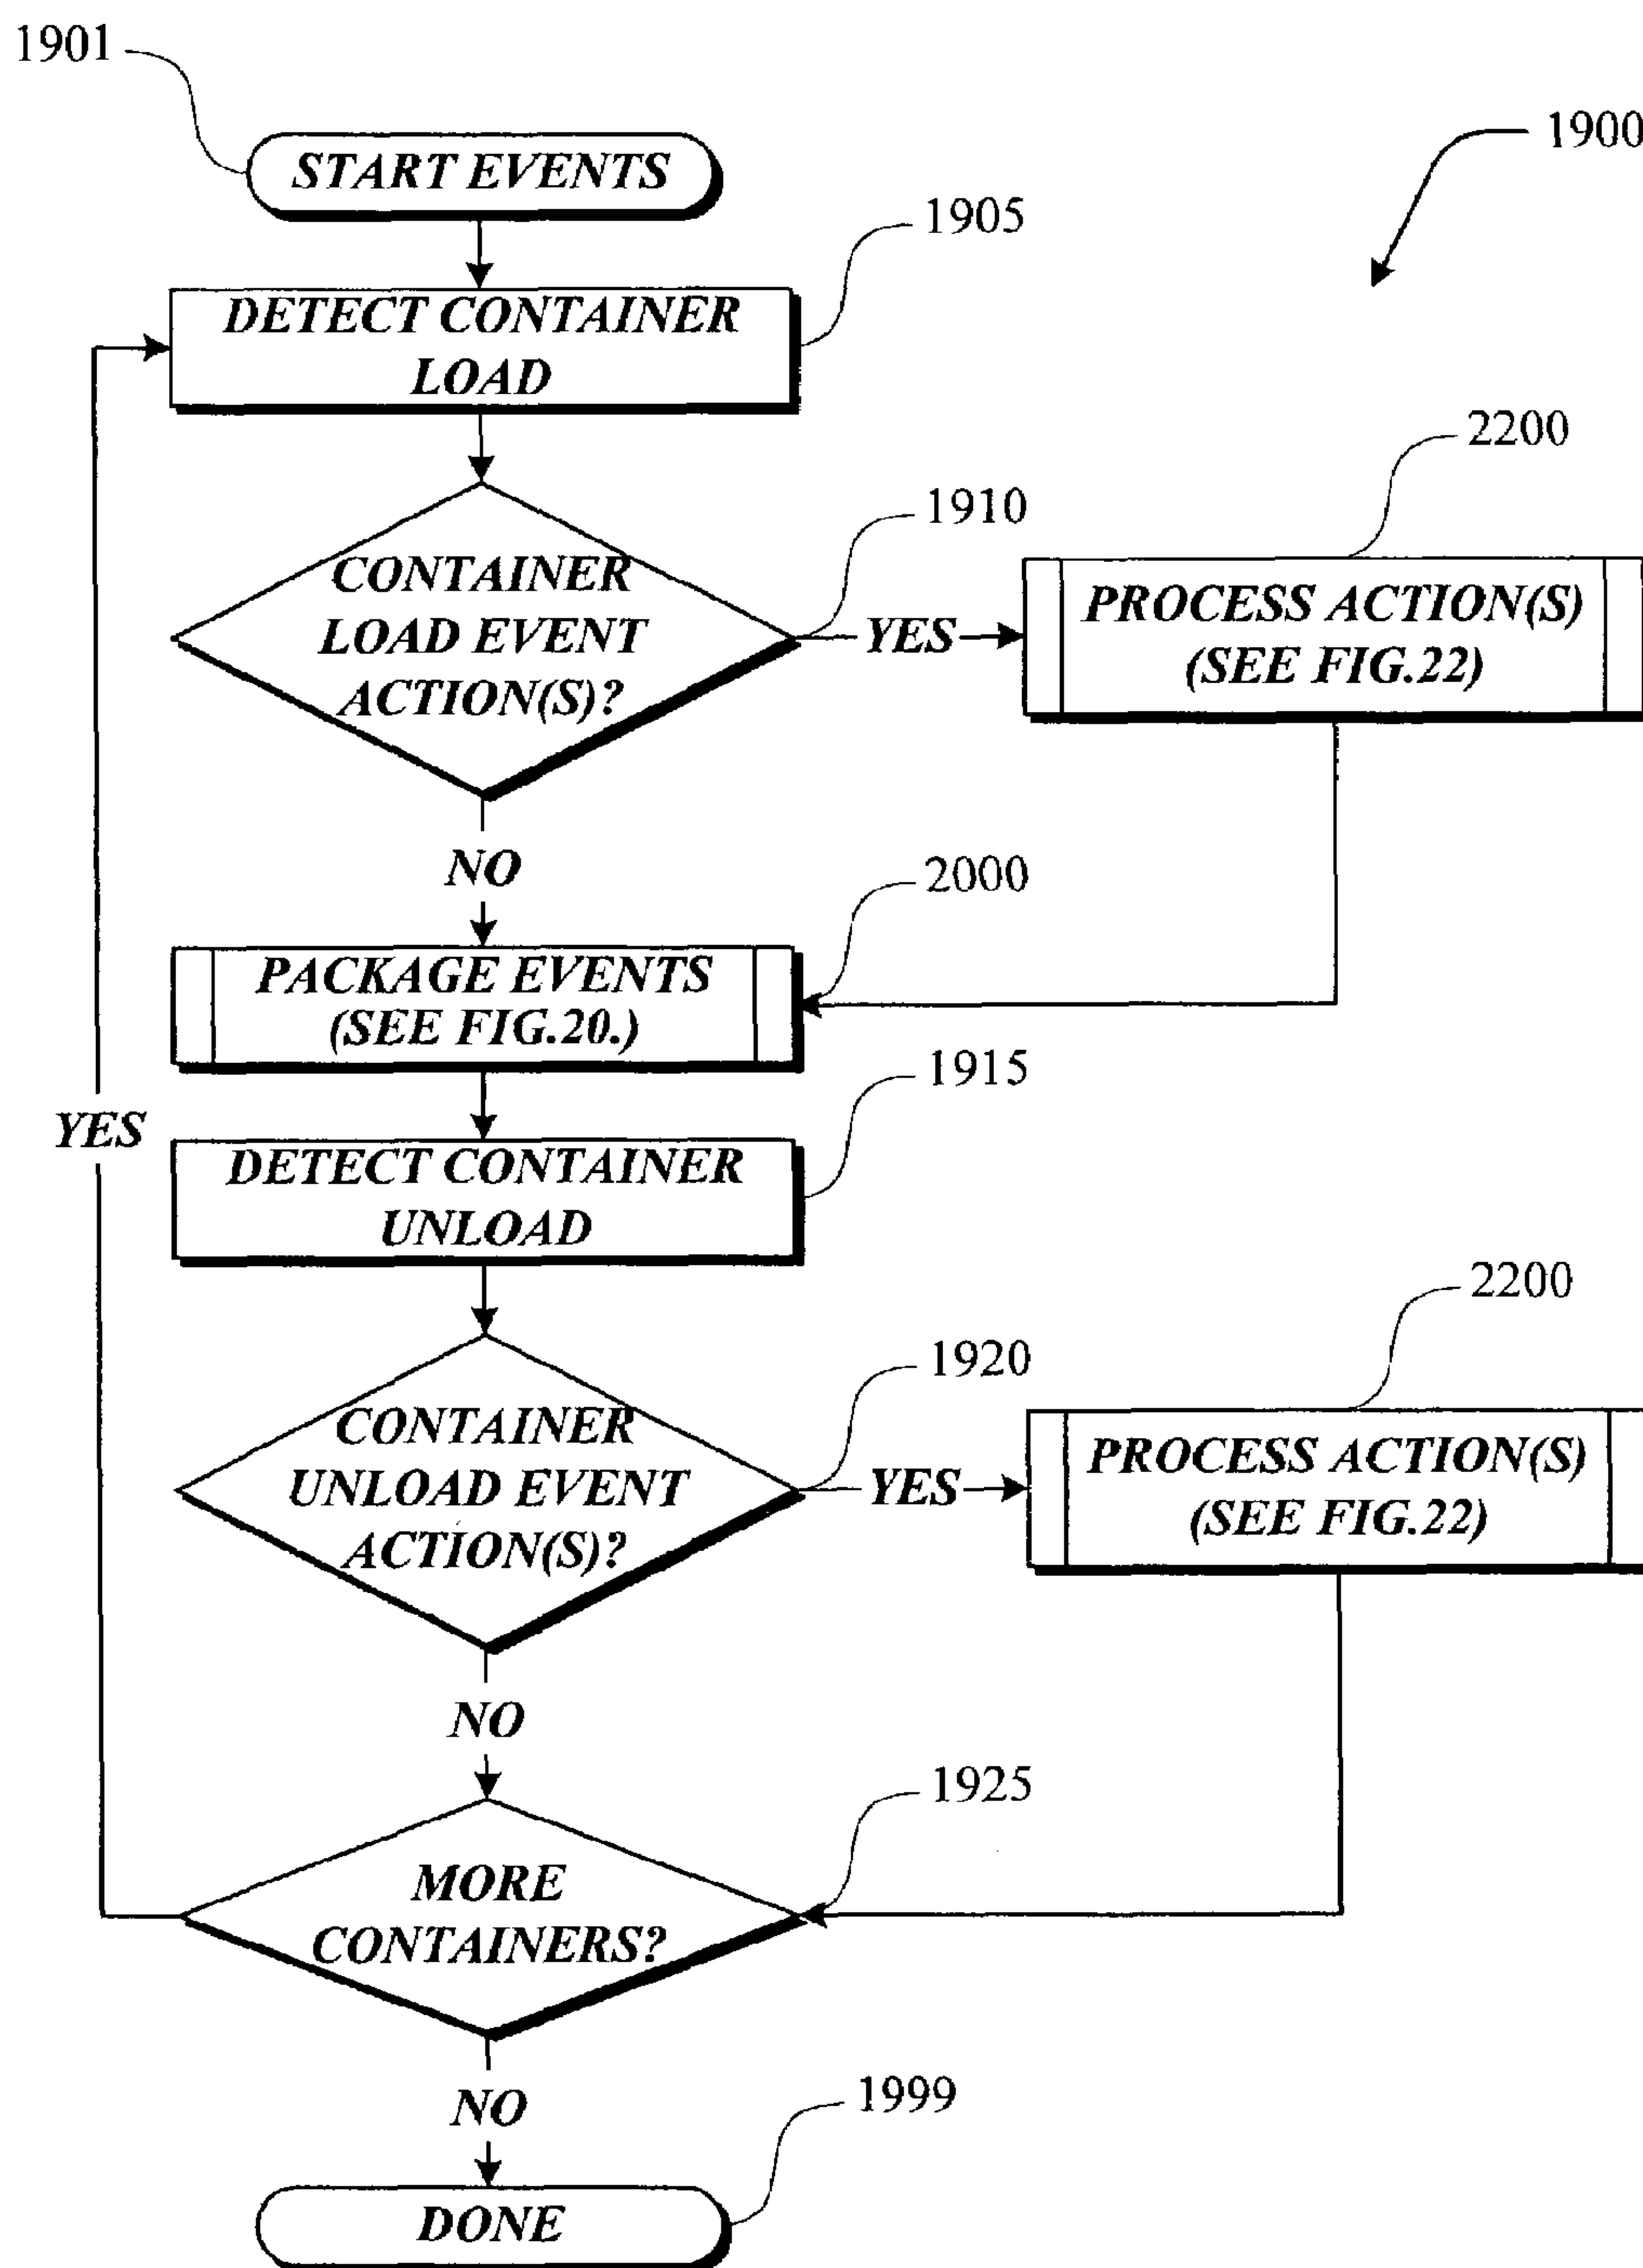 1901
1900
START EVENTS
1905
DETECT CONTAINER
LOAD
2200
1910
CONTAINER
LOAD EVENT
ACTION(S)?
YES
PROCESS ACTION(S)
(SEE FIG.22)
NO
2000
PACKAGE EVENTS
(SEE FIG.20.)
1915
YES
DETECT CONTAINER
UNLOAD
2200
1920
CONTAINER
UNLOAD EVENT
ACTION(S)?
YES
PROCESS ACTION(S)
(SEE FIG.22)
NO
1925
MORE
CONTAINERS?
NO
1999
DONE